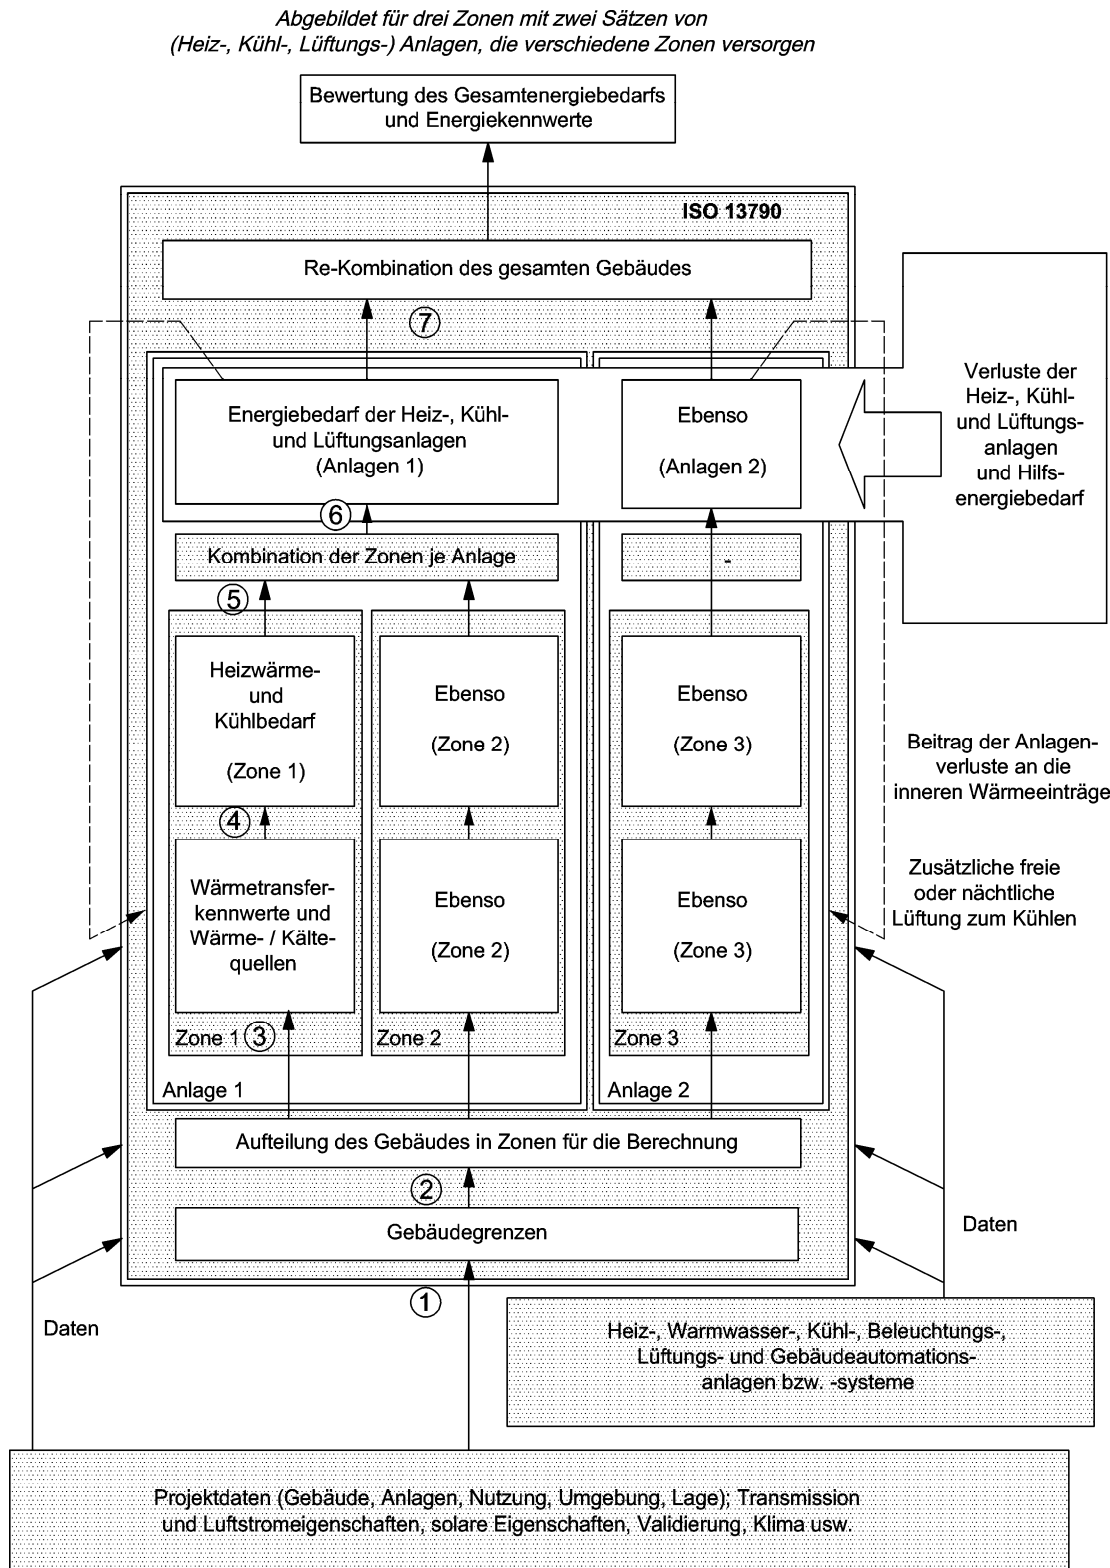 Abgebildet für drei Zonen mit zwei Sätzen von
(Heiz-, Kühl-, Lüftungs-) Anlagen, die verschiedene Zonen versorgen
Bewertung des Gesamtenergiebedarfs
und Energiekennwerte
ISO 13790
Re-Kombination des gesamten Gebäudes
7
Energiebedarf der Heiz-, Kühl-
und Lüftungsanlagen
(Anlagen 1)
Ebenso
(Anlagen 2)
Verluste der
Heiz-, Kühl-
und Lüftungs-
anlagen
und Hilfs-
energiebedarf
6
Kombination der Zonen je Anlage
-
5
Heizwärme-
und
Kühlbedarf
(Zone 1)
Ebenso
(Zone 2)
Ebenso
(Zone 3)
Beitrag der Anlagen-
verluste an die
inneren Wärmeeinträge
4
Wärmetransfer-
kennwerte und
Wärme- / Kälte-
quellen
Ebenso
(Zone 2)
Ebenso
(Zone 3)
Zusätzliche freie
oder nächtliche
Lüftung zum Kühlen
Zone 1
3
Zone 2
Zone 3
Anlage 1
Anlage 2
Aufteilung des Gebäudes in Zonen für die Berechnung
2
Gebäudegrenzen
Daten
1
Daten
Heiz-, Warmwasser-, Kühl-, Beleuchtungs-,
Lüftungs- und Gebäudeautomations-
anlagen bzw. -systeme
Projektdaten (Gebäude, Anlagen, Nutzung, Umgebung, Lage); Transmission
und Luftstromeigenschaften, solare Eigenschaften, Validierung, Klima usw.